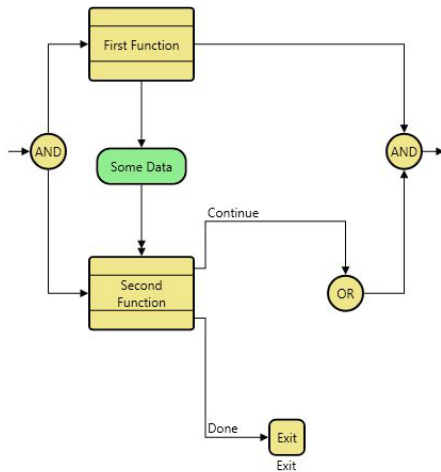 First Function
AND
Some Data
AND
Continue
Second
Function
OR
Done
Exit
Exit